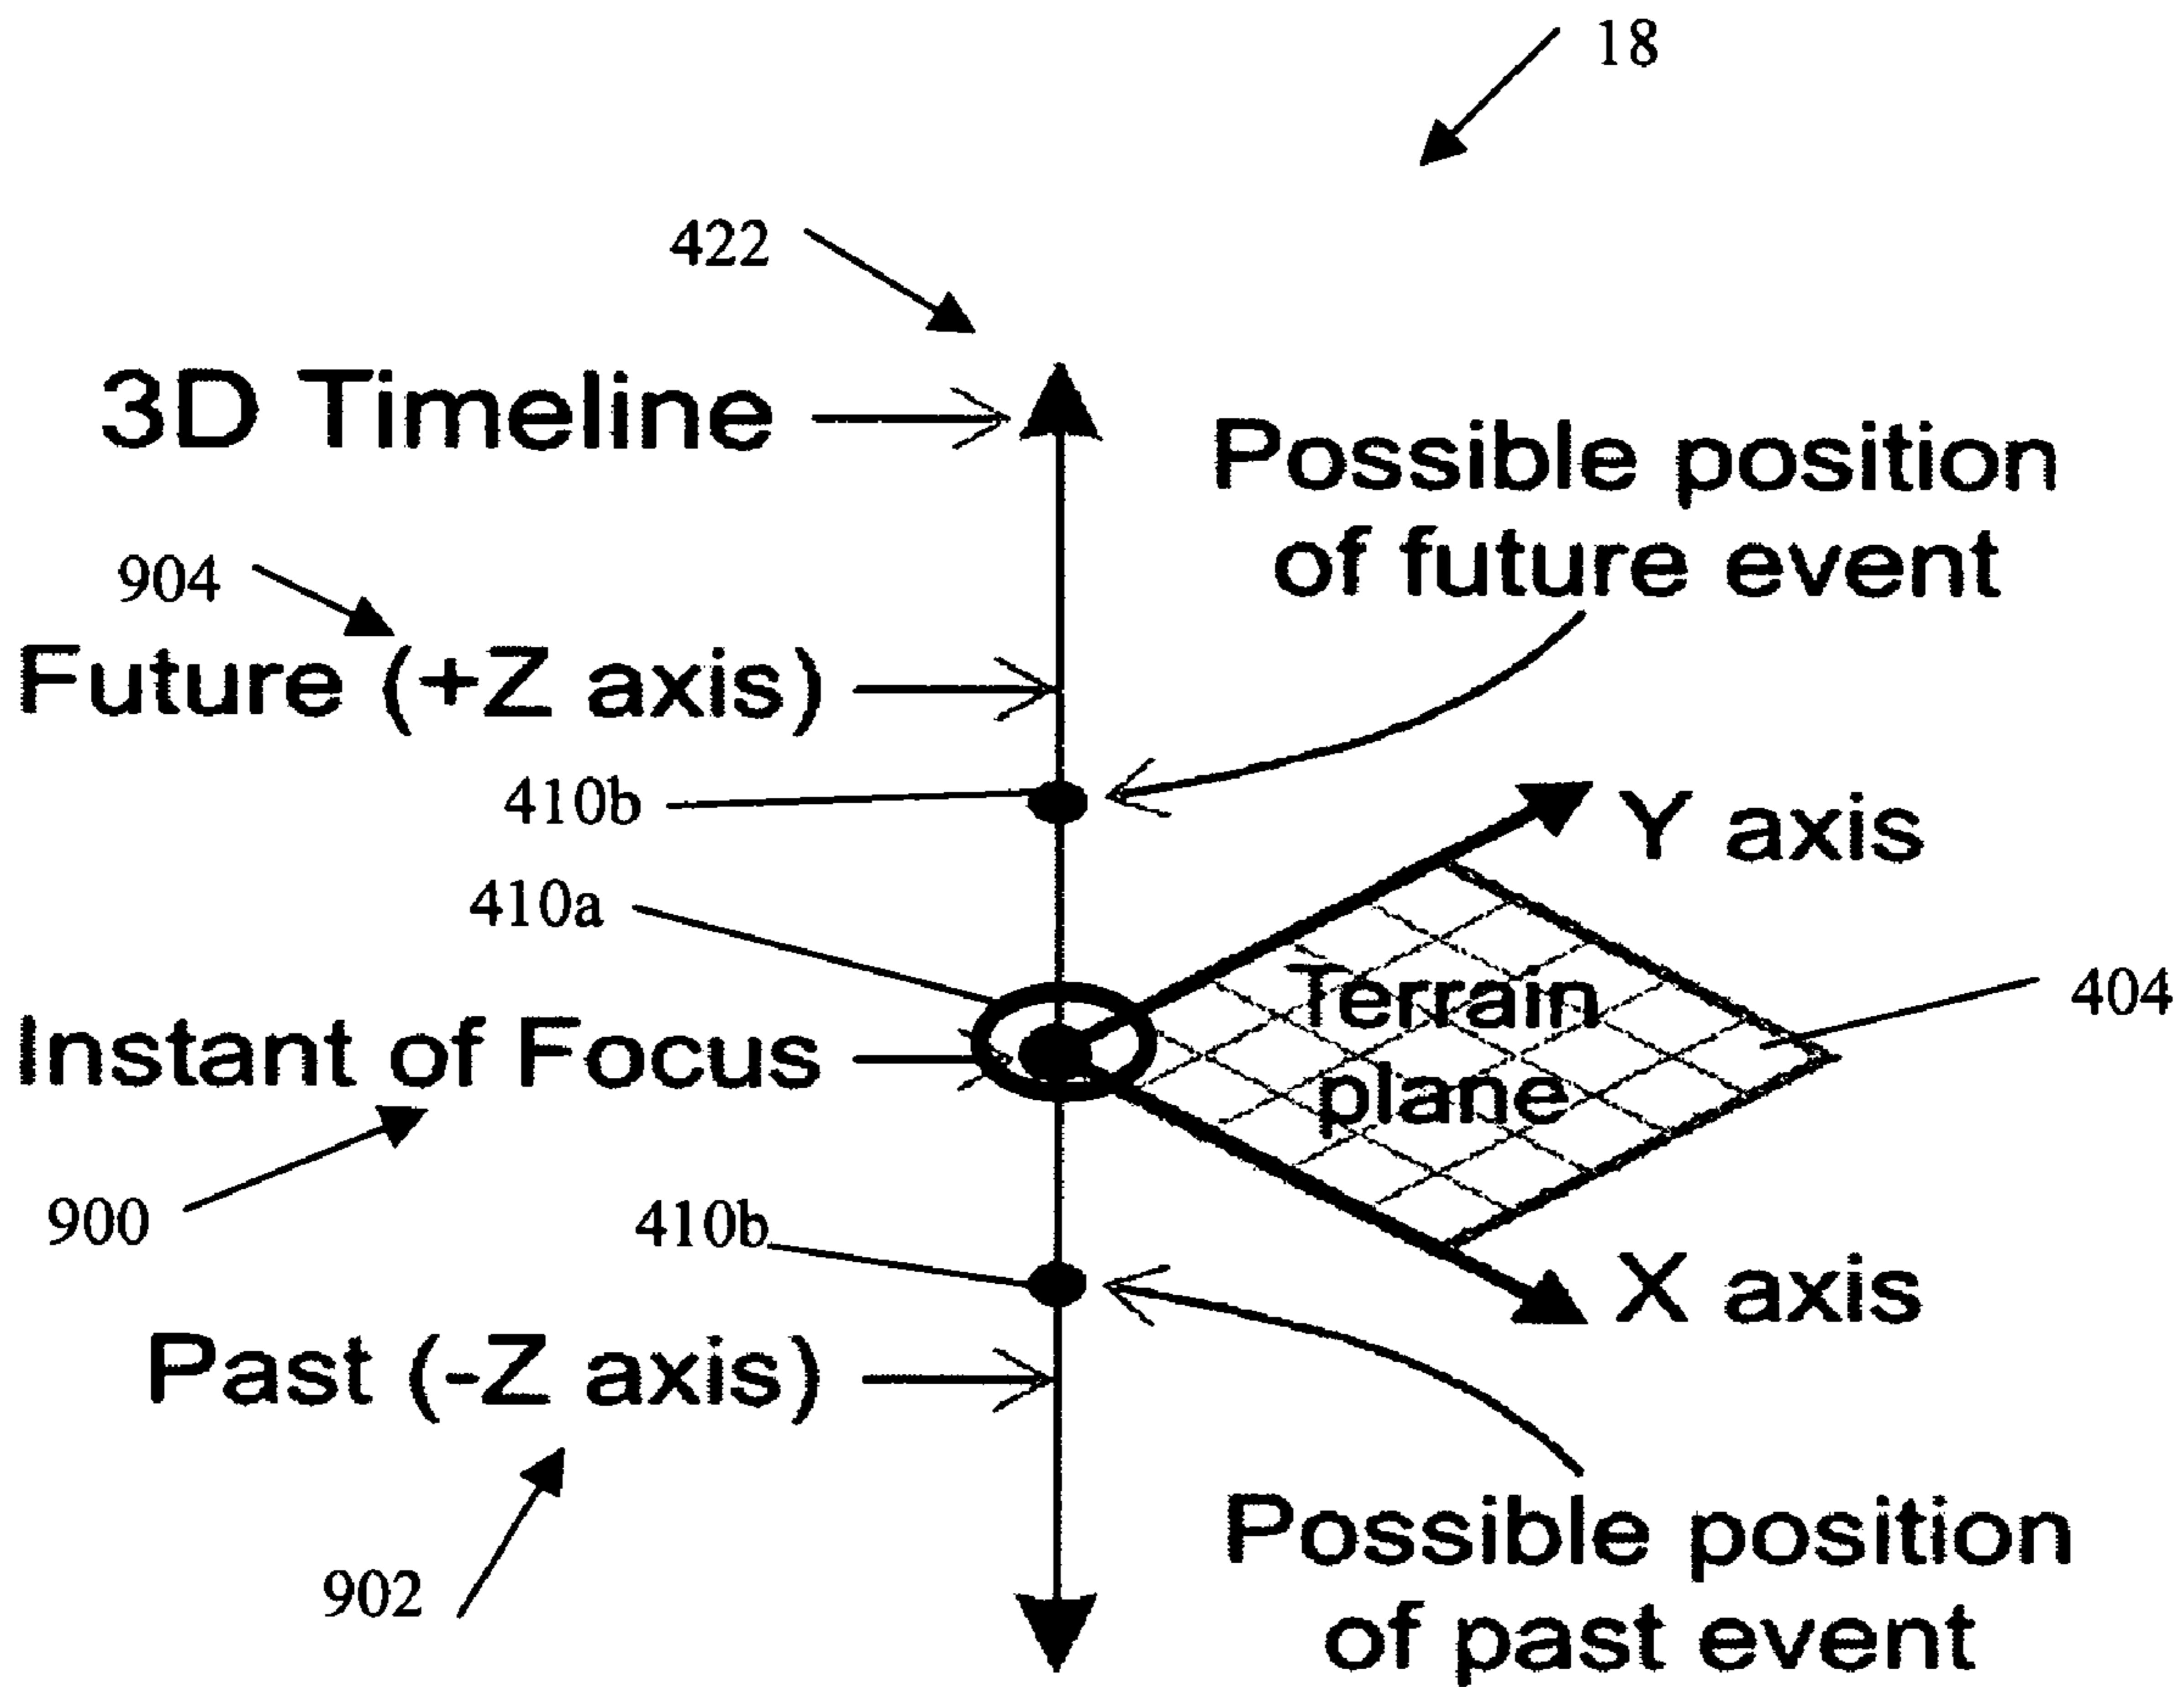 18
422
3D Timeline
Possible position
of future event
904
Future (+Z axis)
410b
Y axis
410a
Terrain
plane
404
Instant of Focus
900
410b
X axis
Past (-Z axis)
902
Possible position
of past event